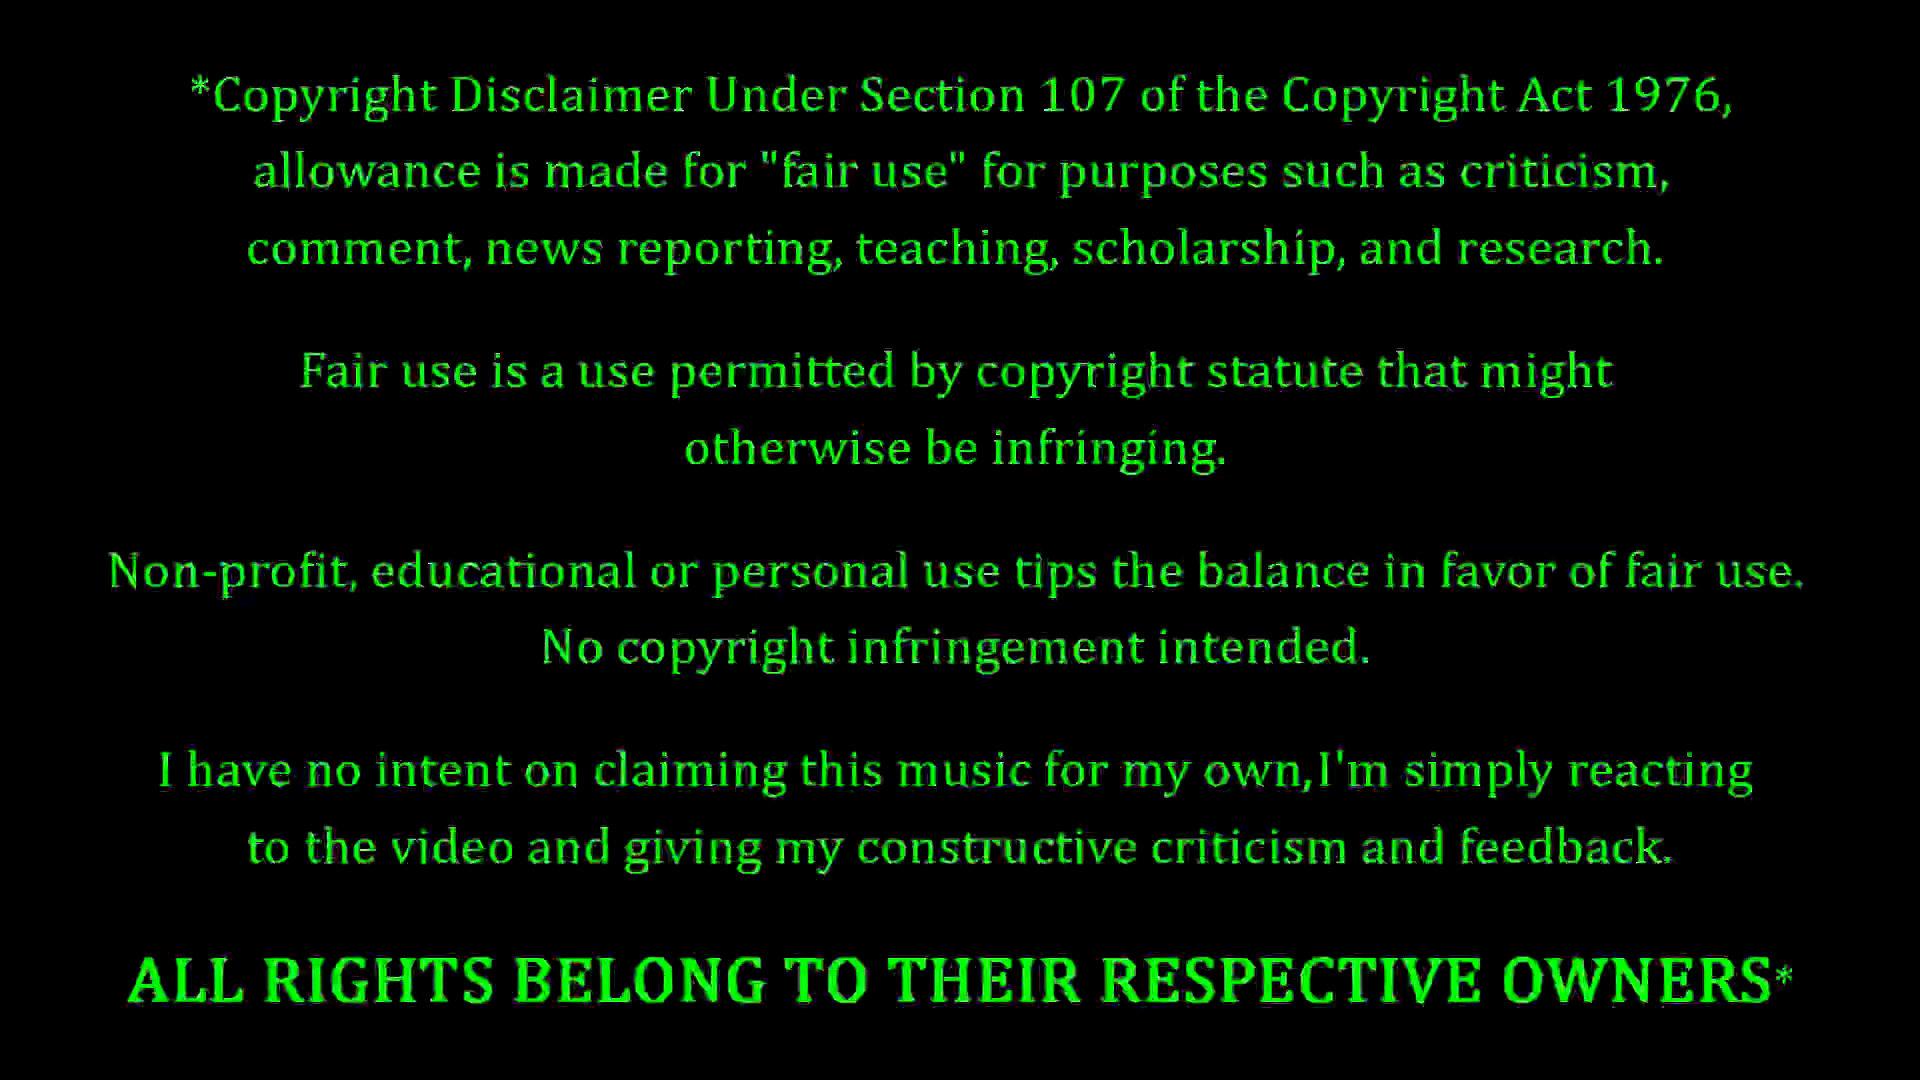 *Copyright Disclaimer Under Section 107 of the Copyright Act 1976,
allowance is made for "fair use" for purposes such as criticism,
comment, news reporting, teaching, scholarship, and research.
Fair use is a use permitted by copyright statute that might
otherwise be infringing.
Non-profit, educational or personal use tips the balance in favor of fair use.
No copyright infringement intended.
I have no intent on claiming this music for my own,I'm simply reacting
to the video and giving my constructive criticism and feedback.
ALL RIGHTS BELONG TO THEIR RESPECTIVE OWNERS*